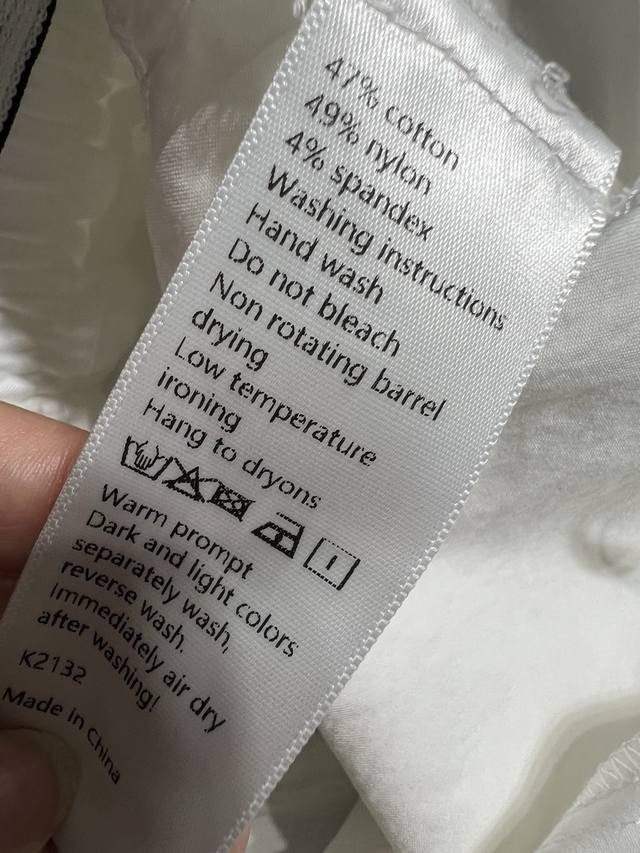 47% cotton
49% nylon
4% spandex
Washing instructions
Hand wash
Do not bleach
Non rotating barrel
drying
Low temperature
ironing
Hang to dryons
Warm prompt
Dark and light colors
separately wash,
reverse wash.
Immediately air dry
after washing!
K2132
Made in China